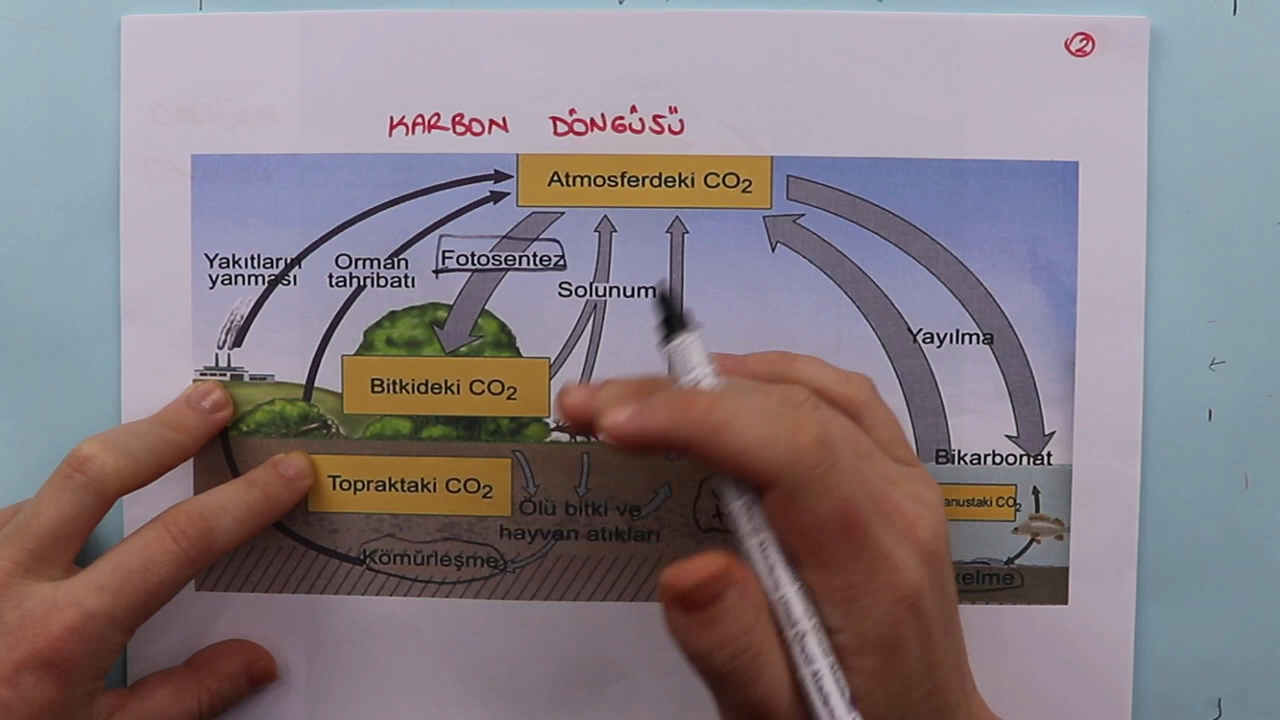 2
KARBON DÖNGÜSÜ
Atmosferdeki CO2
Yakıtların
yanması
Orman
tahribatı
Fotosentez
Solunum
Yayılma
Bitkideki CO2
Bikarbonat
Topraktaki CO2
Ölü bitki ve
hayvan atıkları
Kömürleşme